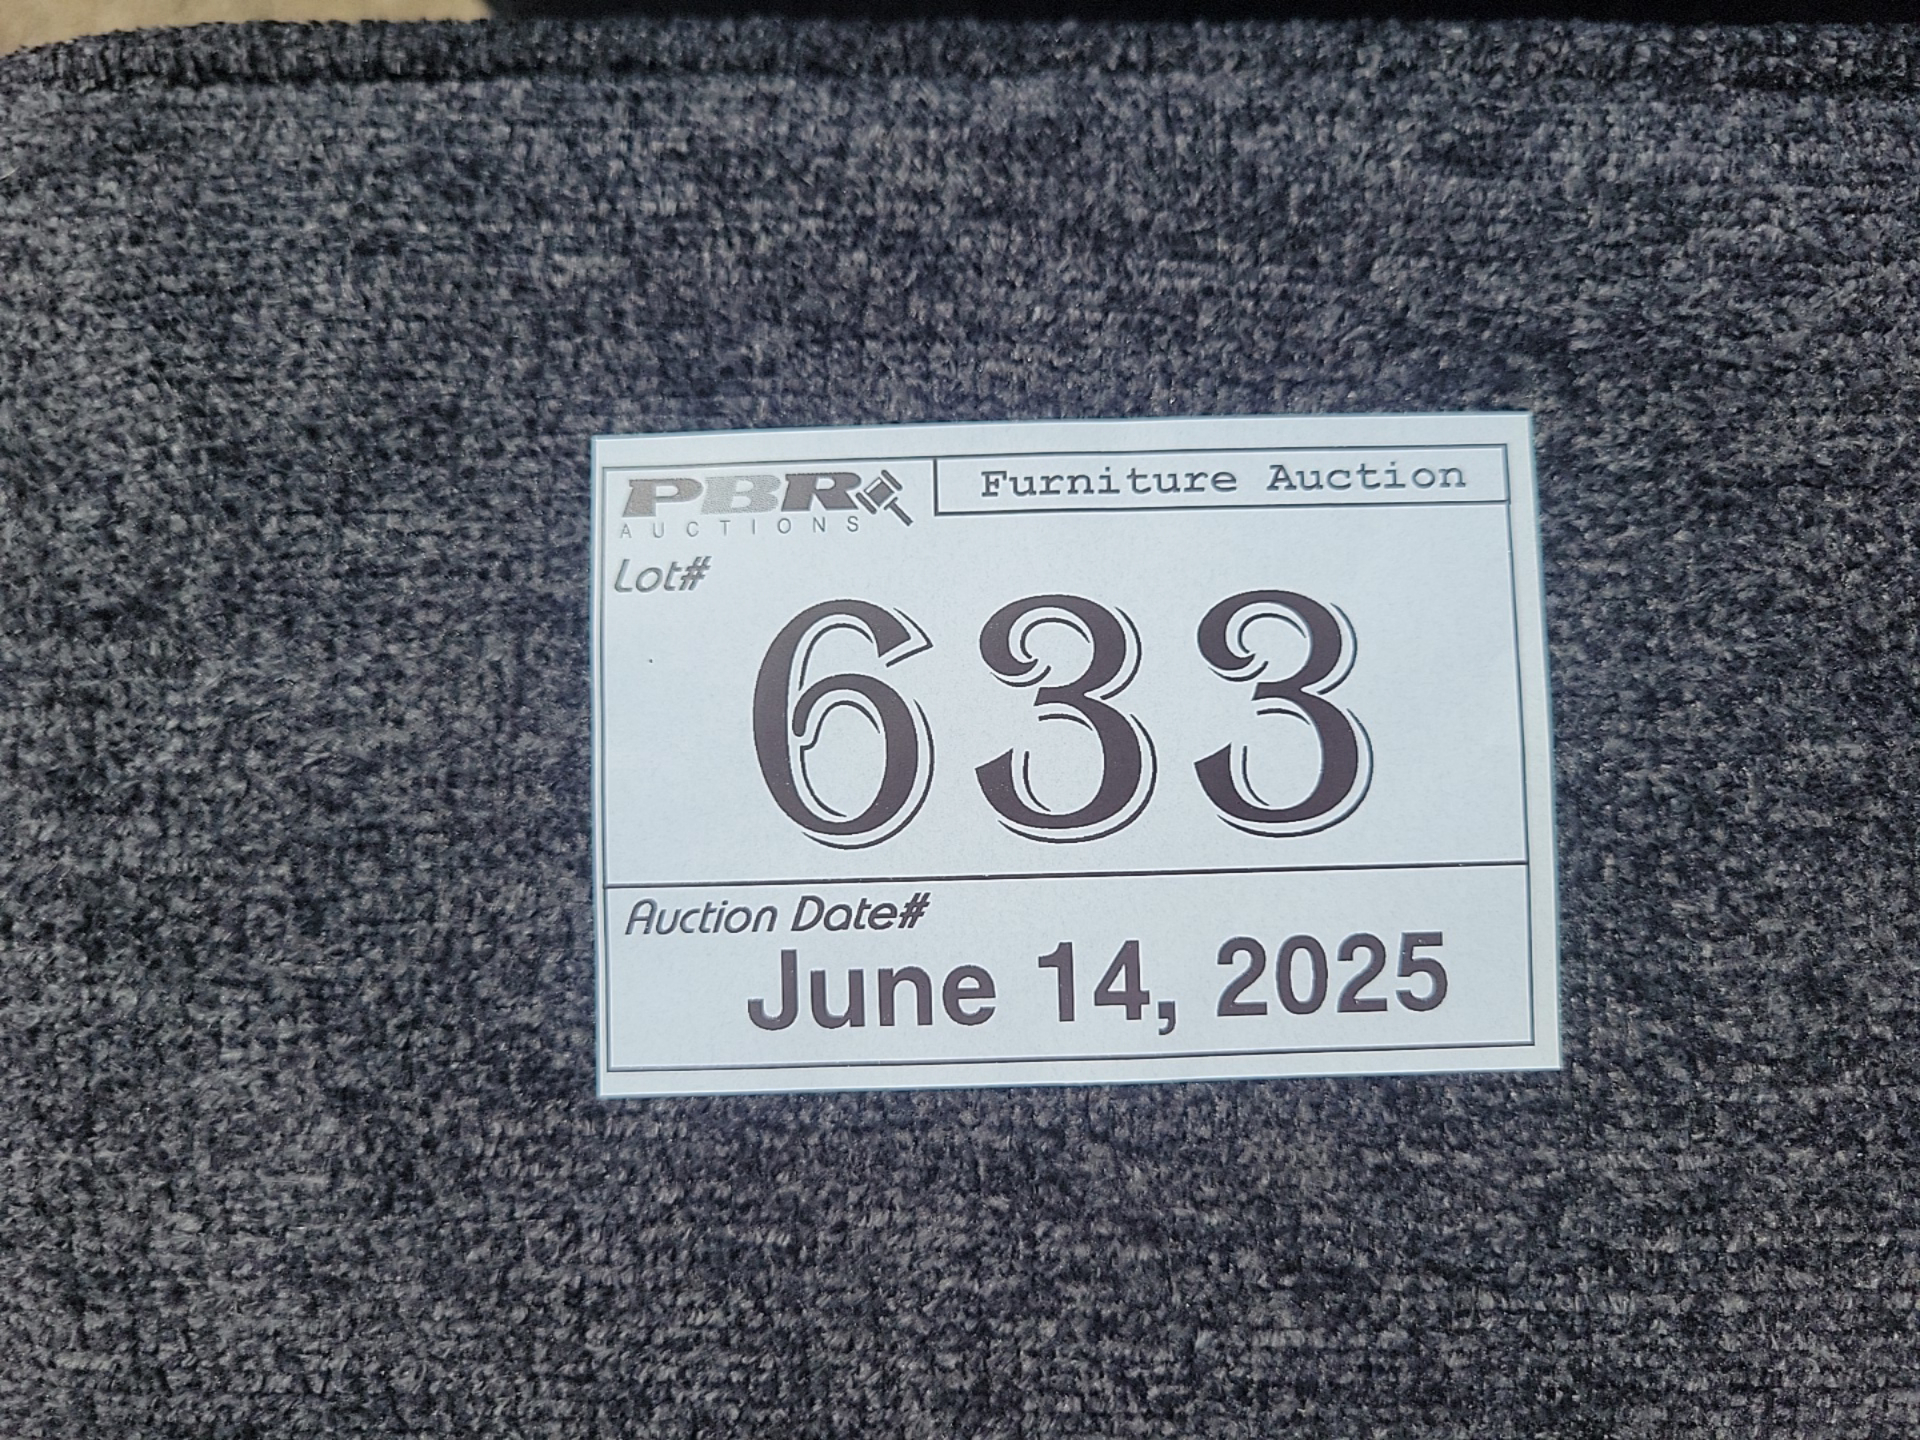 PBR
AUCTIONS
Furniture Auction
Lot#
633
Auction Date#
June 14, 2025